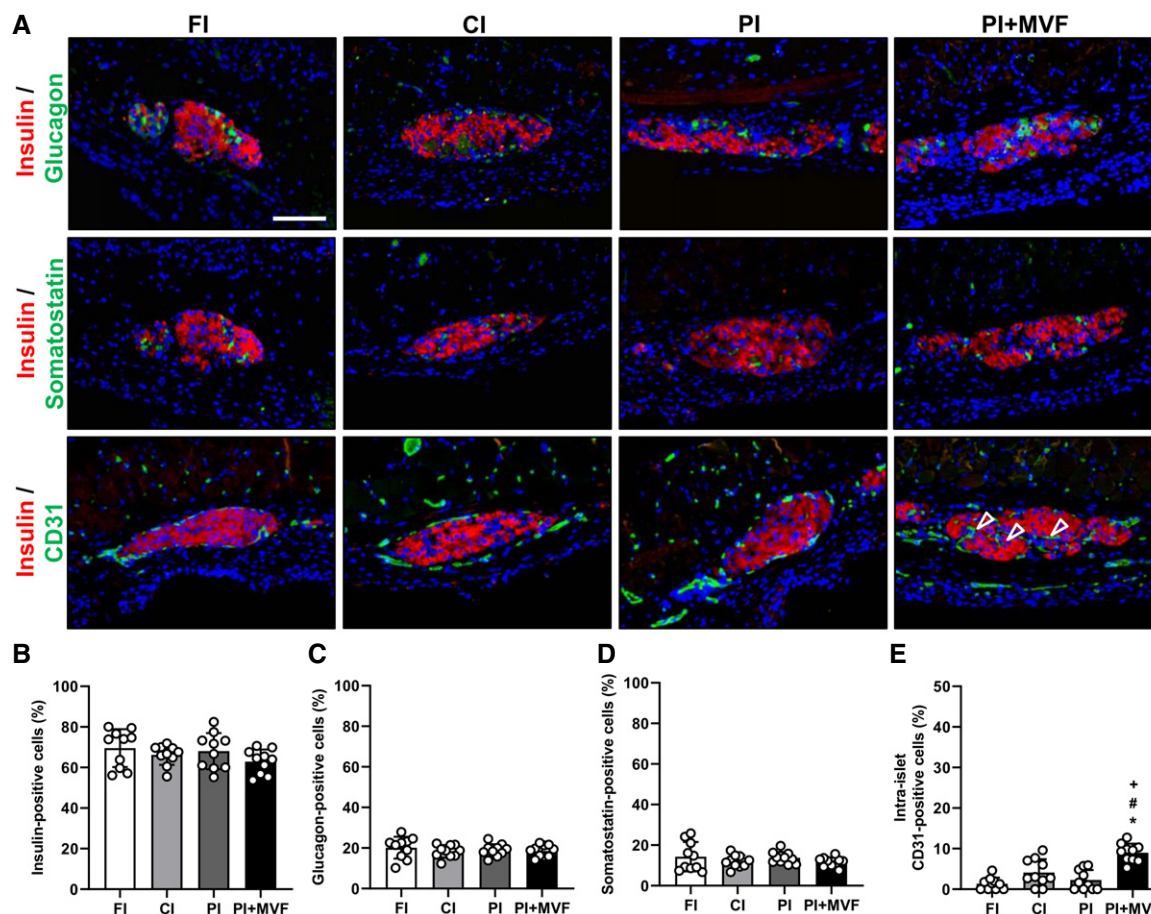 A
FI
CI
PI
PI+MVF
Insulin /
Glucagon
Insulin /
Somatostatin
Insulin /
CD31
B
Insulin-positive cells (%)
100
80
60
40
20
0
FI
CI
PI
PI+MVF
C
Glucagon-positive cells (%)
100
80
60
40
20
0
FI
CI
PI
PI+MVF
D
Somatostatin-positive cells (%)
100
80
60
40
20
0
FI
CI
PI
PI+MVF
E
Intra-islet
CD31-positive cells (%)
50
40
30
20
10
0
+
#
*
FI
CI
PI
PI+MVF